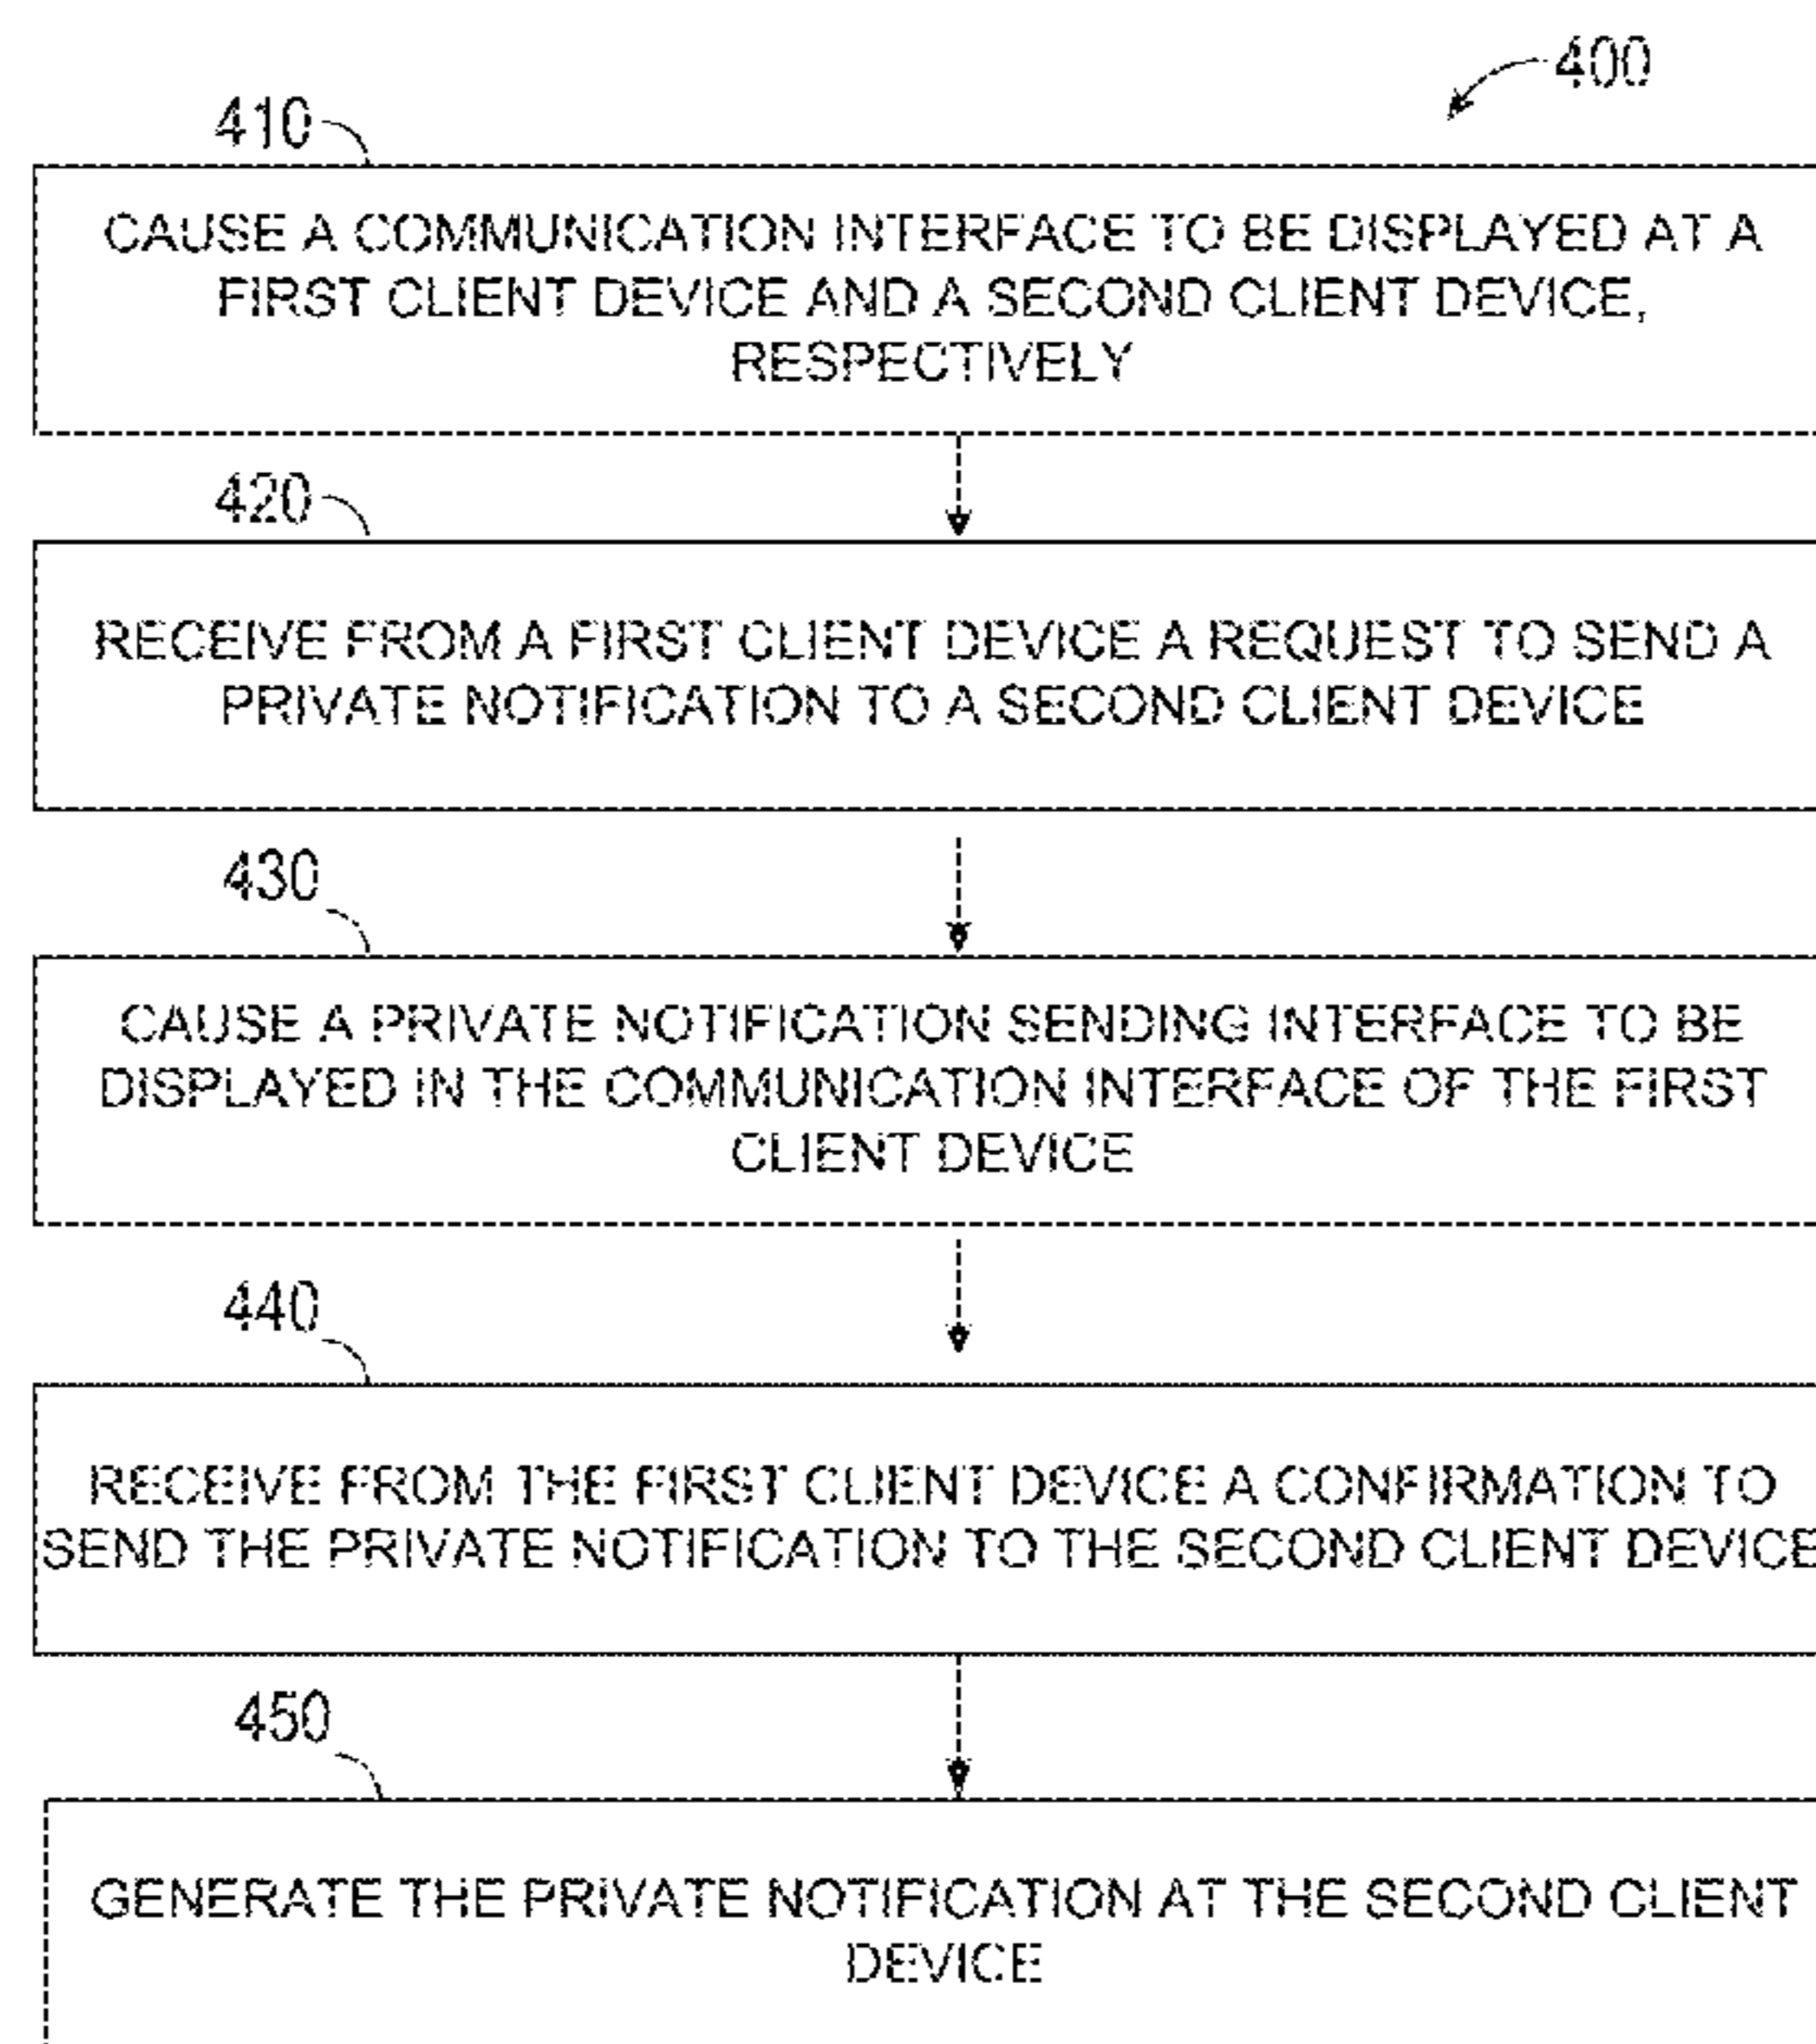 400
410
CAUSE A COMMUNICATION INTERFACE TO BE DISPLAYED AT A
FIRST CLIENT DEVICE AND A SECOND CLIENT DEVICE,
RESPECTIVELY
420
RECEIVE FROM A FIRST CLIENT DEVICE A REQUEST TO SEND A
PRIVATE NOTIFICATION TO A SECOND CLIENT DEVICE
430
CAUSE A PRIVATE NOTIFICATION SENDING INTERFACE TO BE
DISPLAYED IN THE COMMUNICATION INTERFACE OF THE FIRST
CLIENT DEVICE
440
RECEIVE FROM THE FIRST CLIENT DEVICE A CONFIRMATION TO
SEND THE PRIVATE NOTIFICATION TO THE SECOND CLIENT DEVICE
450
GENERATE THE PRIVATE NOTIFICATION AT THE SECOND CLIENT
DEVICE